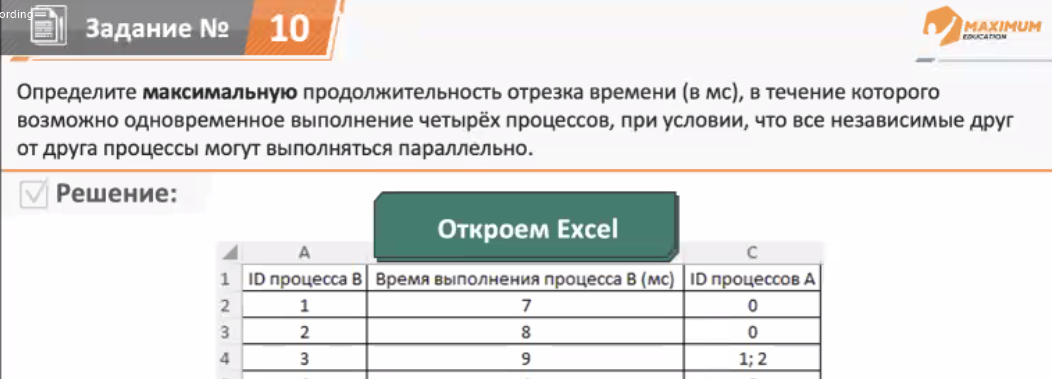 ording
Задание № 10
MAXIMUM
EDUCATION
Определите максимальную продолжительность отрезка времени (в мс), в течение которого
возможно одновременное выполнение четырёх процессов, при условии, что все независимые друг
от друга процессы могут выполняться параллельно.
Решение:
Откроем Excel
A C
1 ID процесса B Время выполнения процесса B (мс) ID процессов A
2 1 7 0
3 2 8 0
4 3 9 1; 2